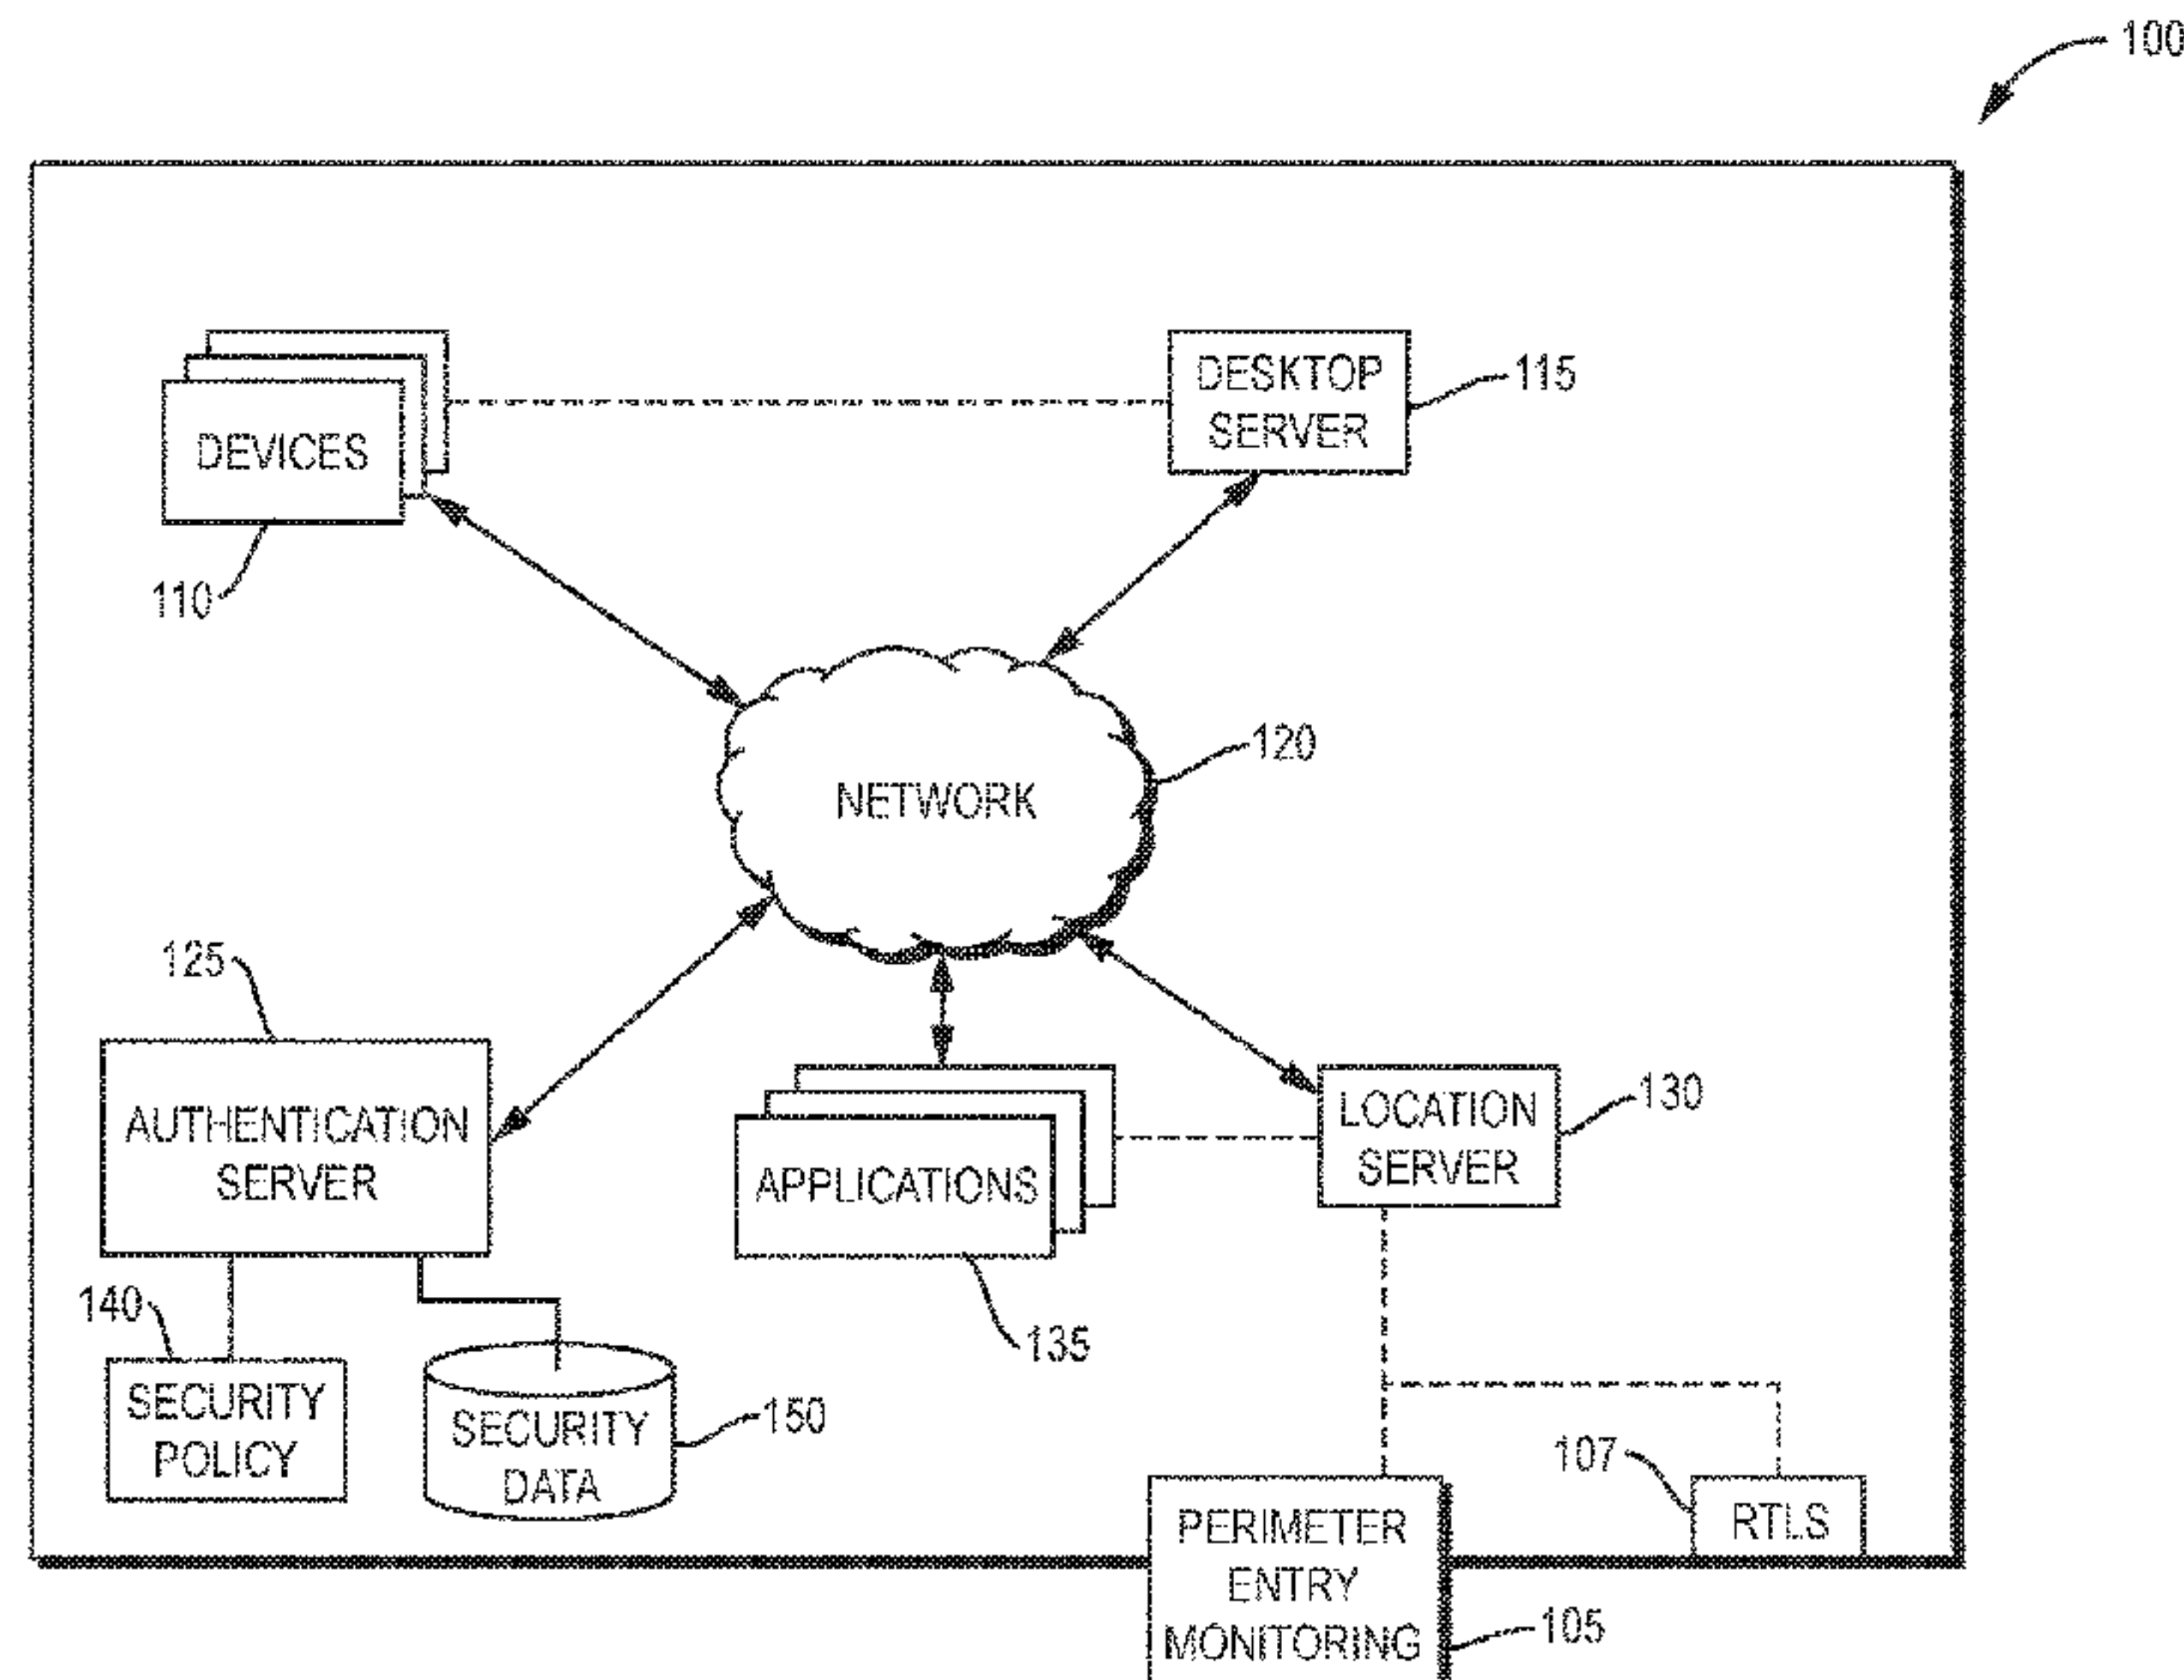 100
DESKTOP
SERVER
115
DEVICES
110
120
NETWORK
125
AUTHENTICATION
SERVER
LOCATION
SERVER
130
APPLICATIONS
135
140
SECURITY
POLICY
SECURITY
DATA
150
107
RTLS
PERIMETER
ENTRY
MONITORING
105